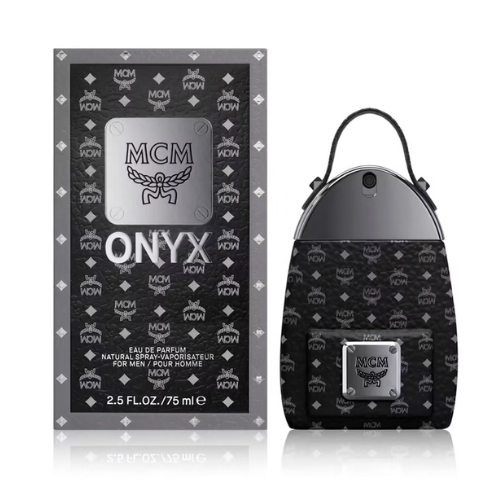 MCM
ONYX
EAU DE PARFUM
NATURAL SPRAY-VAPORISATEUR
FOR MEN / POUR HOMME
2.5 FL.OZ./75 ml ℮
MCM